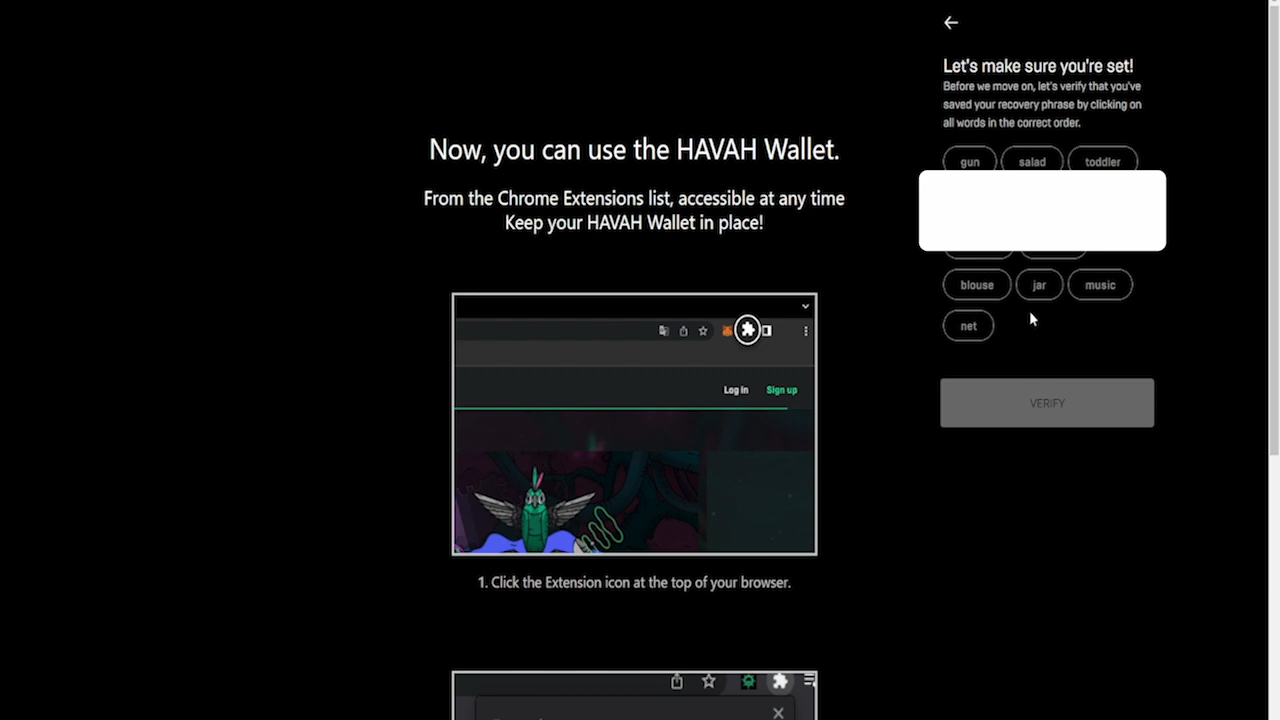 Let's make sure you're set!
Before we move on, let's verify that you've
saved your recovery phrase by clicking on
all words in the correct order.
gun salad toddler
blouse jar music
net
VERIFY
Now, you can use the HAVAH Wallet.
From the Chrome Extensions list, accessible at any time
Keep your HAVAH Wallet in place!
Log in Sign up
1. Click the Extension icon at the top of your browser.